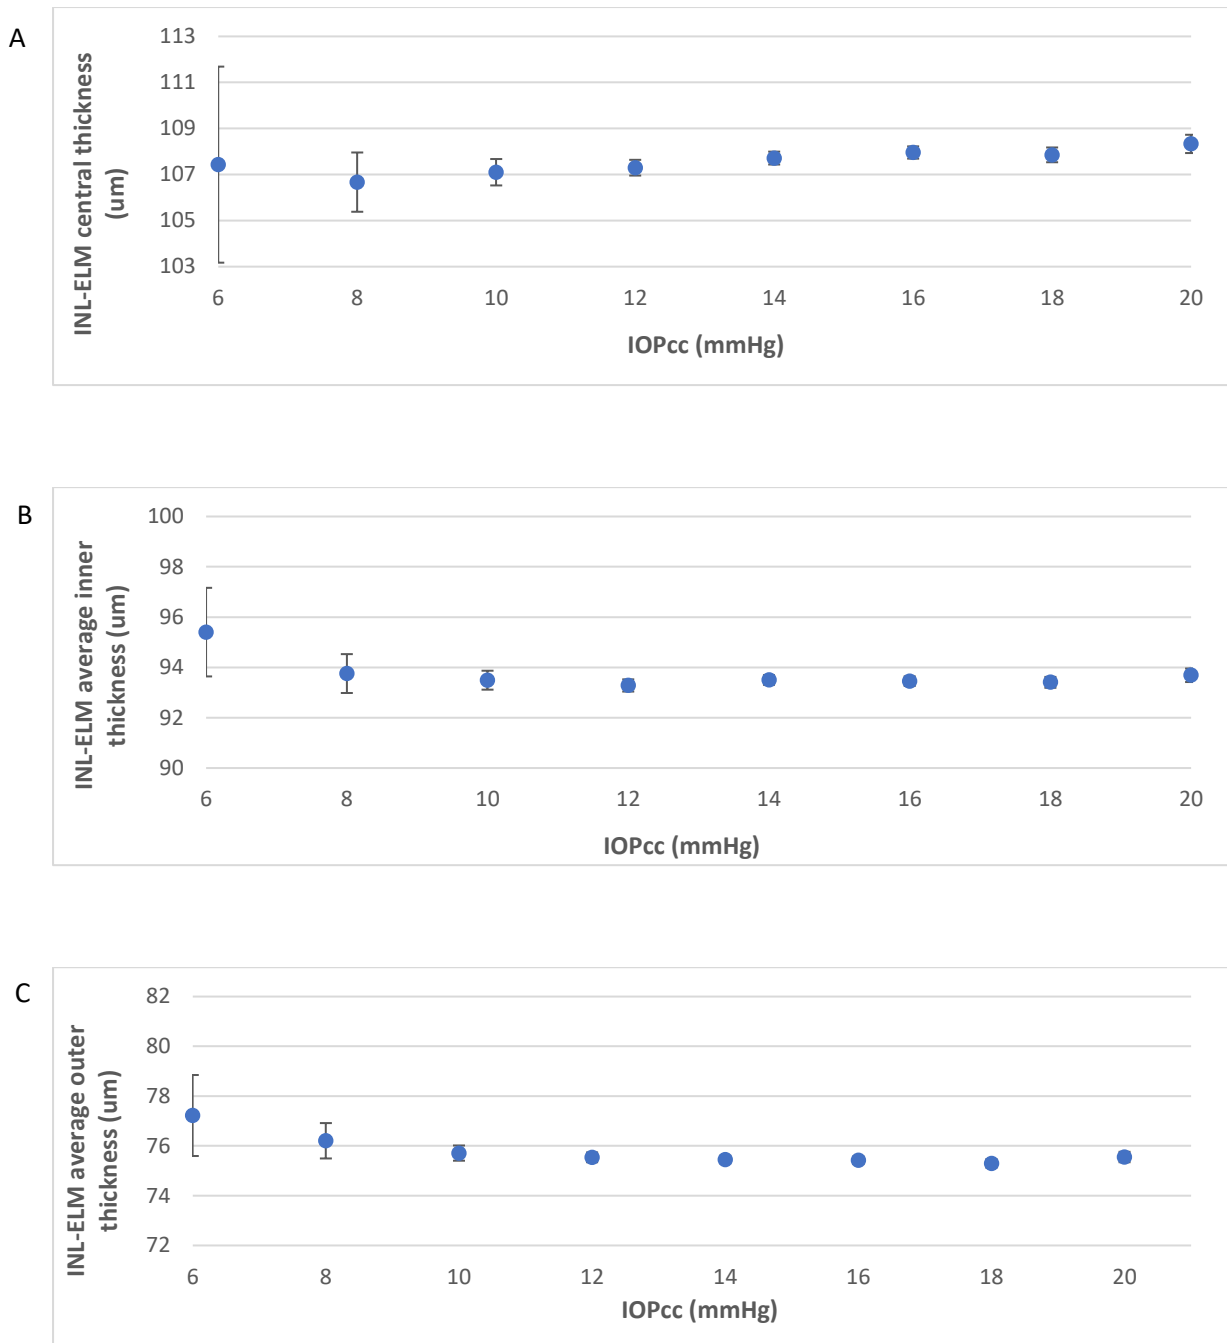 A
113
111
109
107
105
103
INL-ELM central thickness
(um)
6 8 10 12 14 16 18 20
IOPcc (mmHg)
B
100
98
96
94
92
90
INL-ELM average inner
thickness (um)
6 8 10 12 14 16 18 20
IOPcc (mmHg)
C
82
80
78
76
74
72
INL-ELM average outer
thickness (um)
6 8 10 12 14 16 18 20
IOPcc (mmHg)